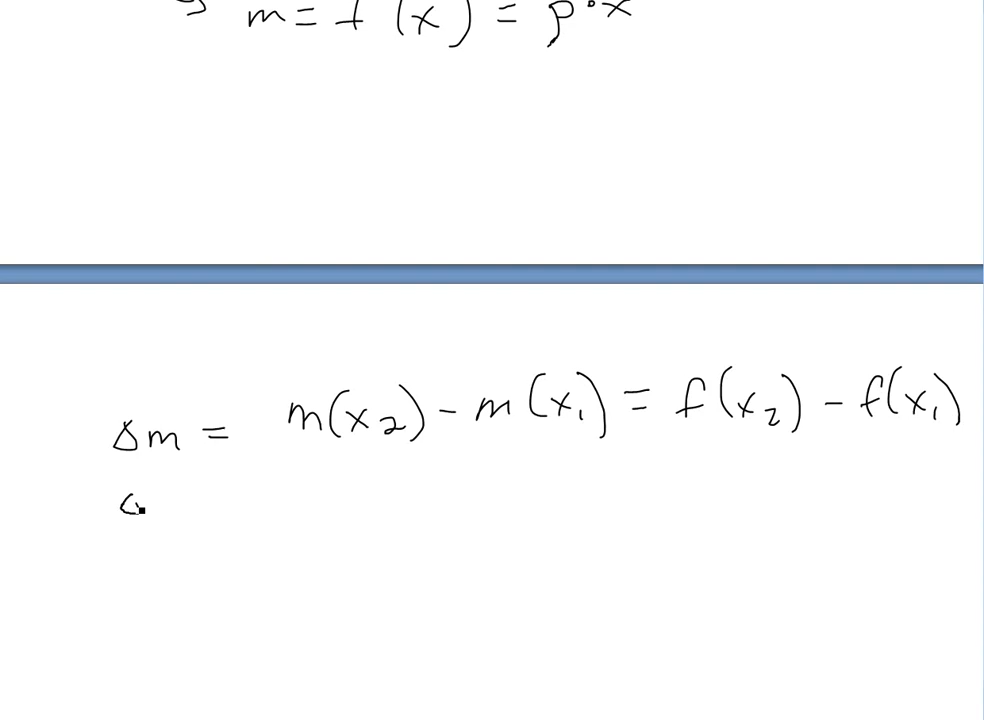 m = f(x) = ρ·x
Δm = m(x₂) - m(x₁) = f(x₂) - f(x₁)